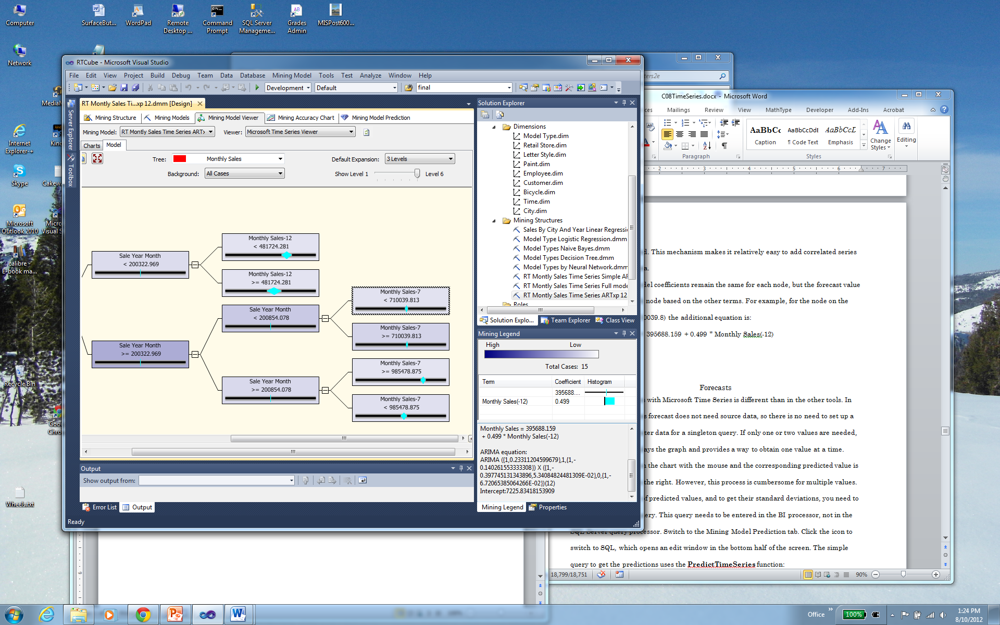 Computer
SurfaceBut...
WordPad
Remote
Desktop ...
Command
Prompt
SQL Server
Manageme...
Grades
Admin
MISPost600...
Network
Internet
Explorer-+
Skype
Cakew
Microsoft
Outlook 2010
Micro
Visual S
calibre -
E-book ma...
Recycle Bin
Goo
Chro
Wheels.txt
RTCube - Microsoft Visual Studio
File Edit View Project Build Debug Team Data Database Mining Model Tools Test Analyze Window Help
Development Default final
Server Explorer
Toolbox
RT Montly Sales Ti...xp 12.dmm [Design]
Mining Structure Mining Models Mining Model Viewer Mining Accuracy Chart Mining Model Prediction
Mining Model: RT Montly Sales Time Series ARTx Viewer: Microsoft Time Series Viewer
Charts Model
Tree: Monthly Sales Default Expansion: 3 Levels
Background: All Cases Show Level 1 Level 6
Sale Year Month
< 200322.969
Sale Year Month
>= 200322.969
Monthly Sales-12
< 481724.281
Monthly Sales-12
>= 481724.281
Sale Year Month
< 200854.078
Sale Year Month
>= 200854.078
Monthly Sales-7
< 710039.813
Monthly Sales-7
>= 710039.813
Monthly Sales-7
>= 985478.875
Monthly Sales-7
< 985478.875
Output
Show output from:
Error List Output
Ready
Solution Explorer
Dimensions
Model Type.dim
Retail Store.dim
Letter Style.dim
Paint.dim
Employee.dim
Customer.dim
Bicycle.dim
Time.dim
City.dim
Mining Structures
Sales By City And Year Linear Regressi
Model Type Logistic Regression.dmm
Model Types Naive Bayes.dmm
Model Types Decision Tree.dmm
Model Types by Neural Network.dmm
RT Montly Sales Time Series Simple AR
RT Montly Sales Time Series Full mode
RT Montly Sales Time Series ARTxp 12
Roles
Solution Explo... Team Explorer Class View
Mining Legend
High Low
Total Cases: 15
Term Coefficient Histogram
395688....
Monthly Sales(-12) 0.499
Monthly Sales = 395688.159
+ 0.499 * Monthly Sales(-12)
ARIMA equation:
ARIMA ({1,0.23311204599679},1,{1,-
0.140261553333308}) X ({1,-
0.397745131343896,5.34084824481309E-02},0,{1,-
6.72065385064266E-02})(12)
Intercept:7225.83418153909
Mining Legend Properties
ters2e
C08TimeSeries.docx - Microsoft Word
ces Mailings Review View MathType Developer Add-Ins Acrobat
AaBbCc AaBbCcDdE AaBbCcL
Caption ¶ Code Text Emphasis
Change
Styles
Editing
Paragraph Styles
2 3 4 5 6 7
d. This mechanism makes it relatively easy to add correlated series
a.
del coefficients remain the same for each node, but the forecast value
node based on the other terms. For example, for the node on the
0039.8) the additional equation is:
395688.159 + 0.499 * Monthly Sales(-12)
Forecasts
s with Microsoft Time Series is different than in the other tools. In
s forecast does not need source data, so there is no need to set up a
ter data for a singleton query. If only one or two values are needed,
ays the graph and provides a way to obtain one value at a time.
n the chart with the mouse and the corresponding predicted value is
the right. However, this process is cumbersome for multiple values.
of predicted values, and to get their standard deviations, you need to
ery. This query needs to be entered in the BI processor, not in the
SQL Server query processor. Switch to the Mining Model Prediction tab. Click the icon to
switch to SQL, which opens an edit window in the bottom half of the screen. The simple
query to get the predictions uses the PredictTimeSeries function:
18,799/18,751 90%
Office
100%
1:24 PM
8/10/2012